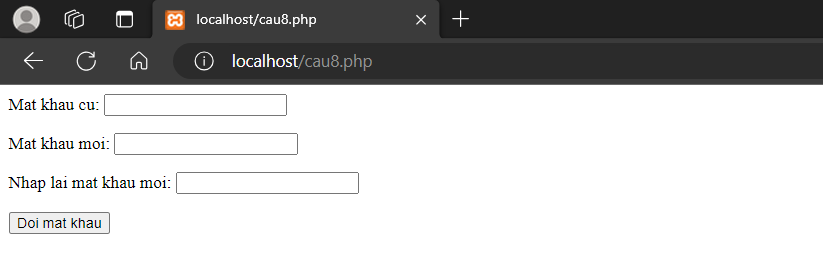 localhost/cau8.php
localhost/cau8.php
Mat khau cu:
Mat khau moi:
Nhap lai mat khau moi:
Doi mat khau